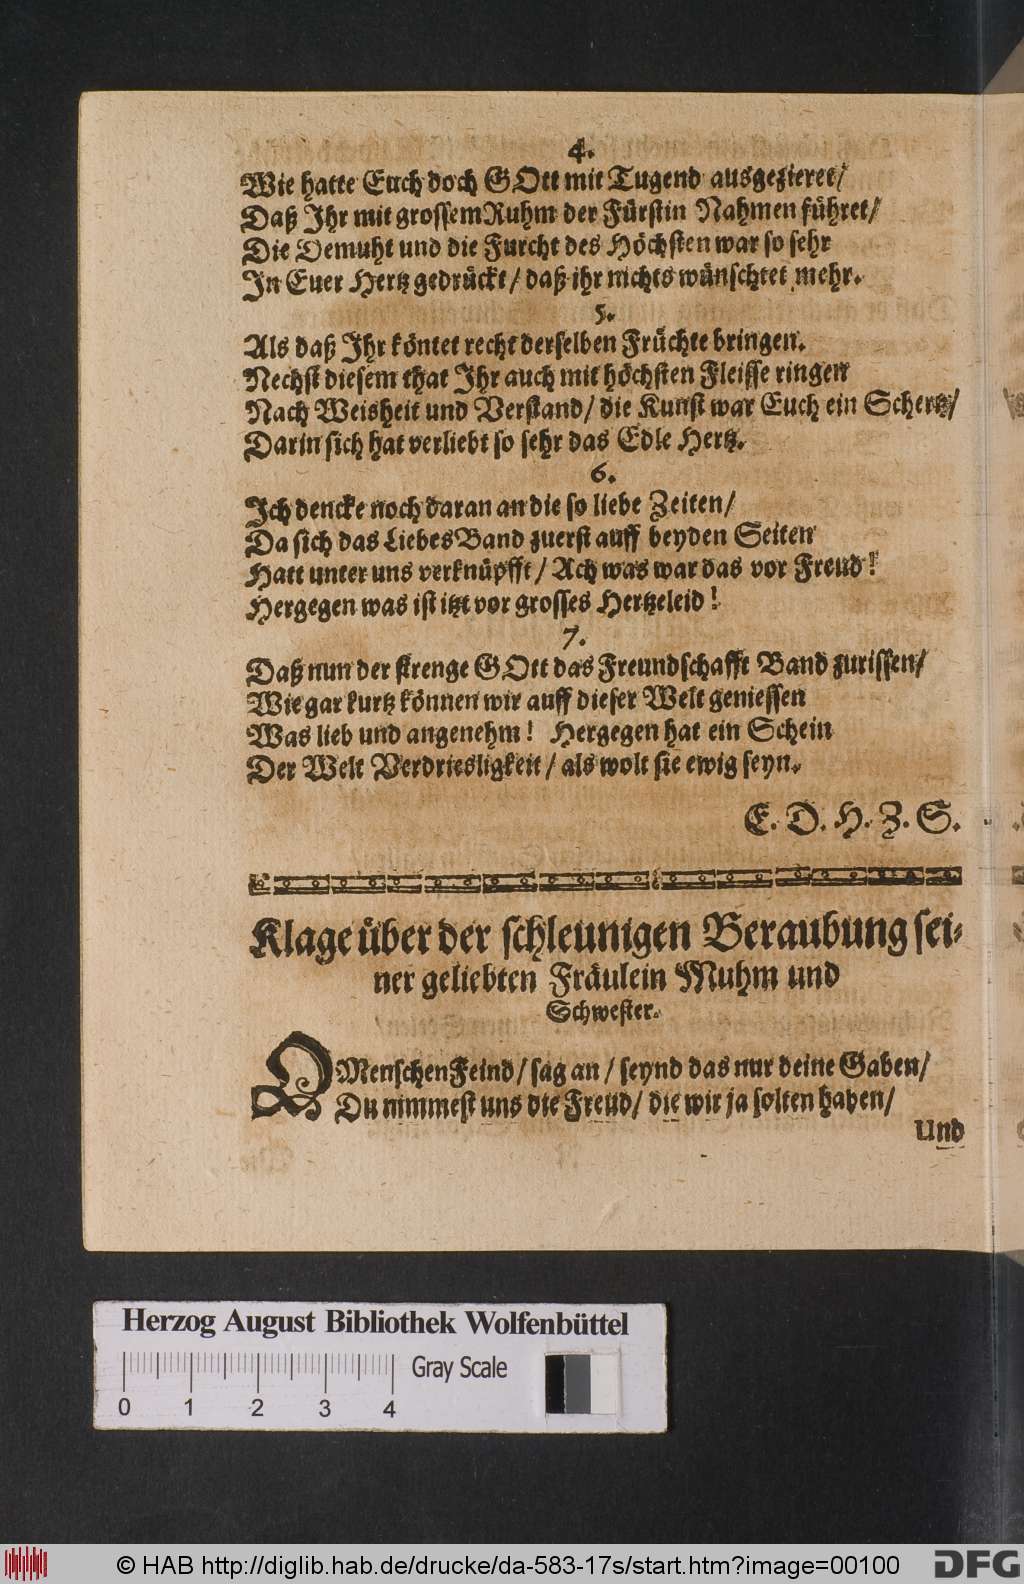 4.
Wie hatte Euch doch GOtt mit Tugend ausgezieret/
Daß Ihr mit grossem Ruhm der Fürstin Nahmen führet/
Die Demuht und die Furcht des Höchsten war so sehr
In Euer Hertz gedrückt/ daß ihr nichts wünschtet mehr.
5.
Als daß Ihr köntet recht derselben Früchte bringen.
Nechst diesem that Ihr auch mit höchsten Fleisse ringen
Nach Weisheit und Verstand/ die Kunst war Euch ein Schertz/
Darin sich hat verliebt so sehr das Edle Hertz.
6.
Ich dencke noch daran an die so liebe Zeiten/
Da sich das Liebes Band zuerst auff beyden Seiten
Hatt unter uns verknüpfft/ Ach was war das vor Freud!
Hergegen was ist itzt vor grosses Hertzeleid!
7.
Daß nun der strenge GOtt das Freundschafft Band zurissen/
Wie gar kurtz können wir auff dieser Welt geniessen
Was lieb und angenehm! Hergegen hat ein Schein
Der Welt Verdriesligkeit/ als wolt sie ewig seyn.
E. D. H. Z. S.
Klage über der schleunigen Beraubung sei-
ner geliebten Fräulein Muhm und
Schwester.
O Menschen Feind/ sag an/ seynd das nur deine Gaben/
Du nimmest uns die Freud/ die wir ja solten haben/
Und
Herzog August Bibliothek Wolfenbüttel
Gray Scale
0 1 2 3 4
© HAB http://diglib.hab.de/drucke/da-583-17s/start.htm?image=00100
DFG